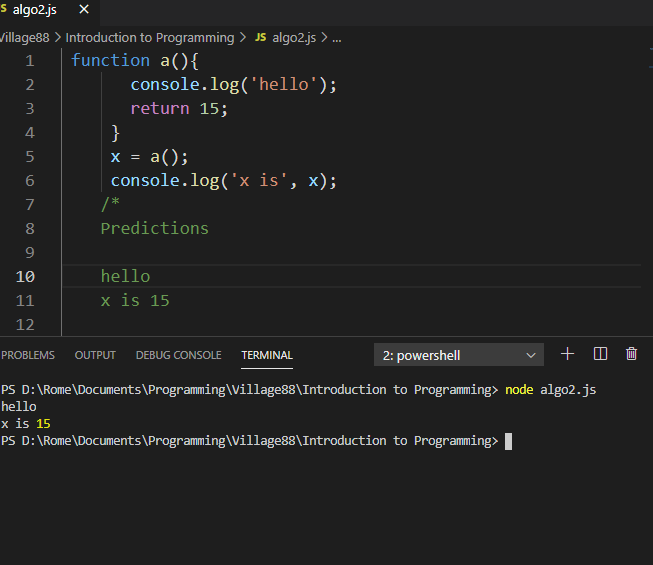 JS algo2.js ×
Village88 > Introduction to Programming > JS algo2.js > ...
1 function a(){
2 console.log('hello');
3 return 15;
4 }
5 x = a();
6 console.log('x is', x);
7 /*
8 Predictions
9
10 hello
11 x is 15
12
PROBLEMS OUTPUT DEBUG CONSOLE TERMINAL 2: powershell
PS D:\Rome\Documents\Programming\Village88\Introduction to Programming> node algo2.js
hello
x is 15
PS D:\Rome\Documents\Programming\Village88\Introduction to Programming>